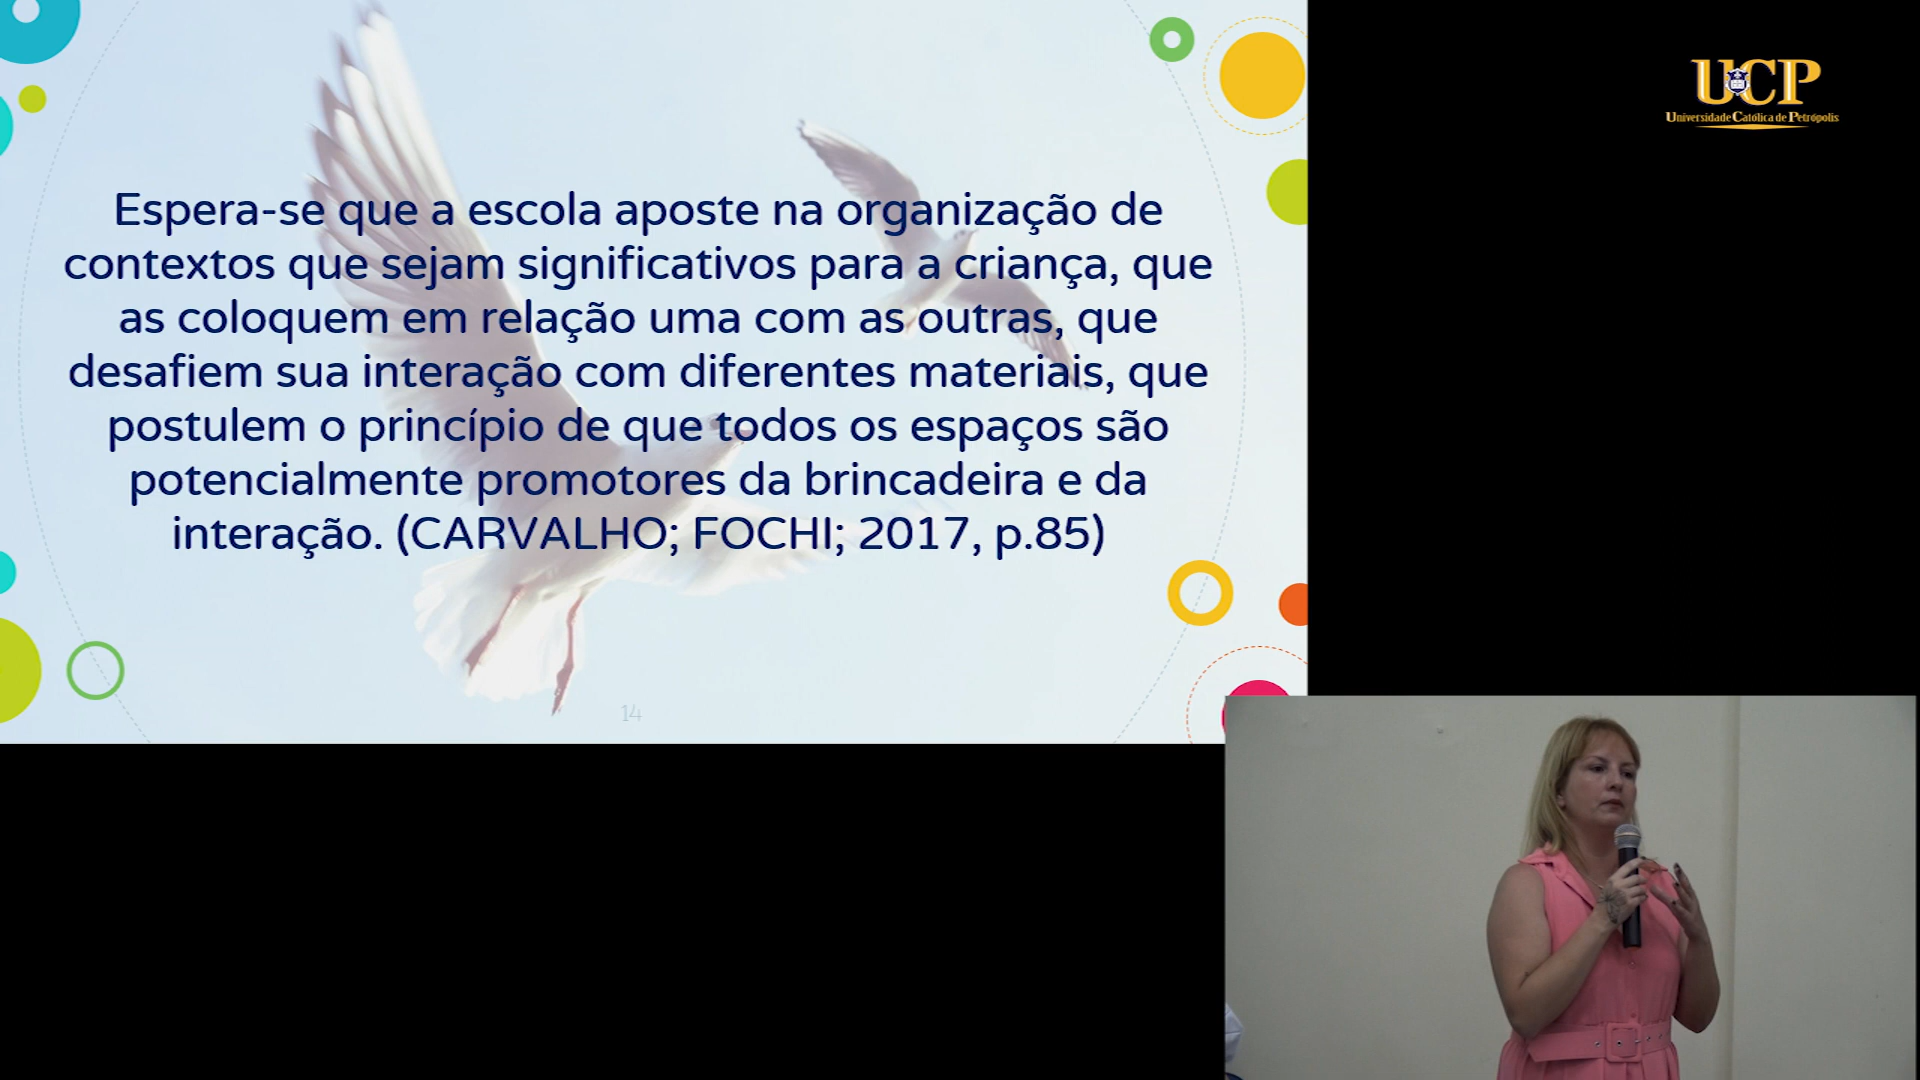 Espera-se que a escola aposte na organização de
contextos que sejam significativos para a criança, que
as coloquem em relação uma com as outras, que
desafiem sua interação com diferentes materiais, que
postulem o princípio de que todos os espaços são
potencialmente promotores da brincadeira e da
interação. (CARVALHO; FOCHI; 2017, p.85)
14
UCP
Universidade Católica de Petrópolis